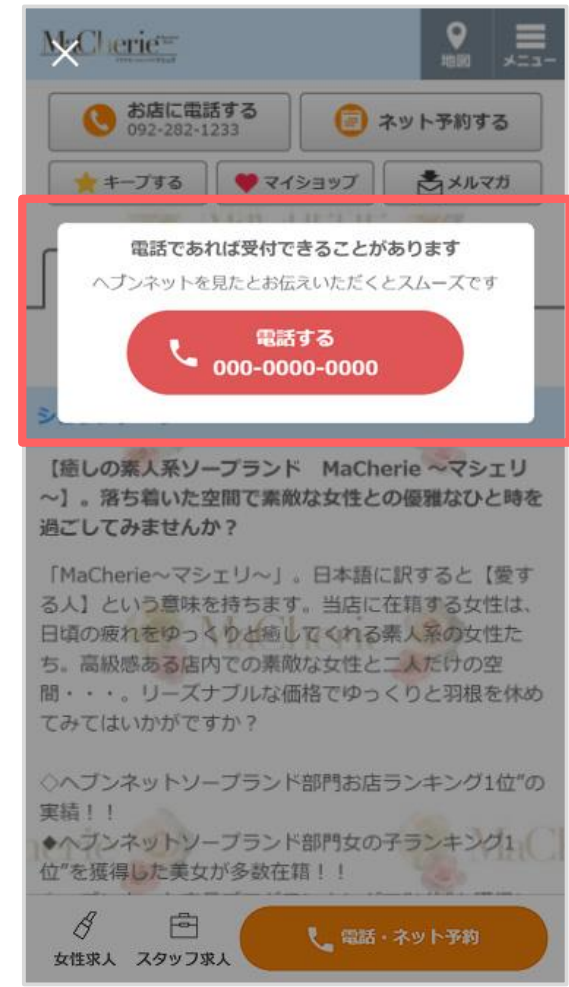 MaCherie
地図
メニュー
お店に電話する
092-282-1233
ネット予約する
キープする
マイショップ
メルマガ
電話であれば受付できることがあります
ヘブンネットを見たとお伝えいただくとスムーズです
電話する
000-0000-0000
【癒しの素人系ソープランド　MaCherie ～マシェリ
～】。落ち着いた空間で素敵な女性との優雅なひと時を
過ごしてみませんか？
「MaCherie～マシェリ～」。日本語に訳すると【愛す
る人】という意味を持ちます。当店に在籍する女性は、
日頃の疲れをゆっくりと癒してくれる素人系の女性た
ち。高級感ある店内での素敵な女性と二人だけの空
間・・・。リーズナブルな価格でゆっくりと羽根を休め
てみてはいかがですか？
◇ヘブンネットソープランド部門お店ランキング1位”の
実績！！
◆ヘブンネットソープランド部門女の子ランキング1
位”を獲得した美女が多数在籍！！
女性求人
スタッフ求人
電話・ネット予約